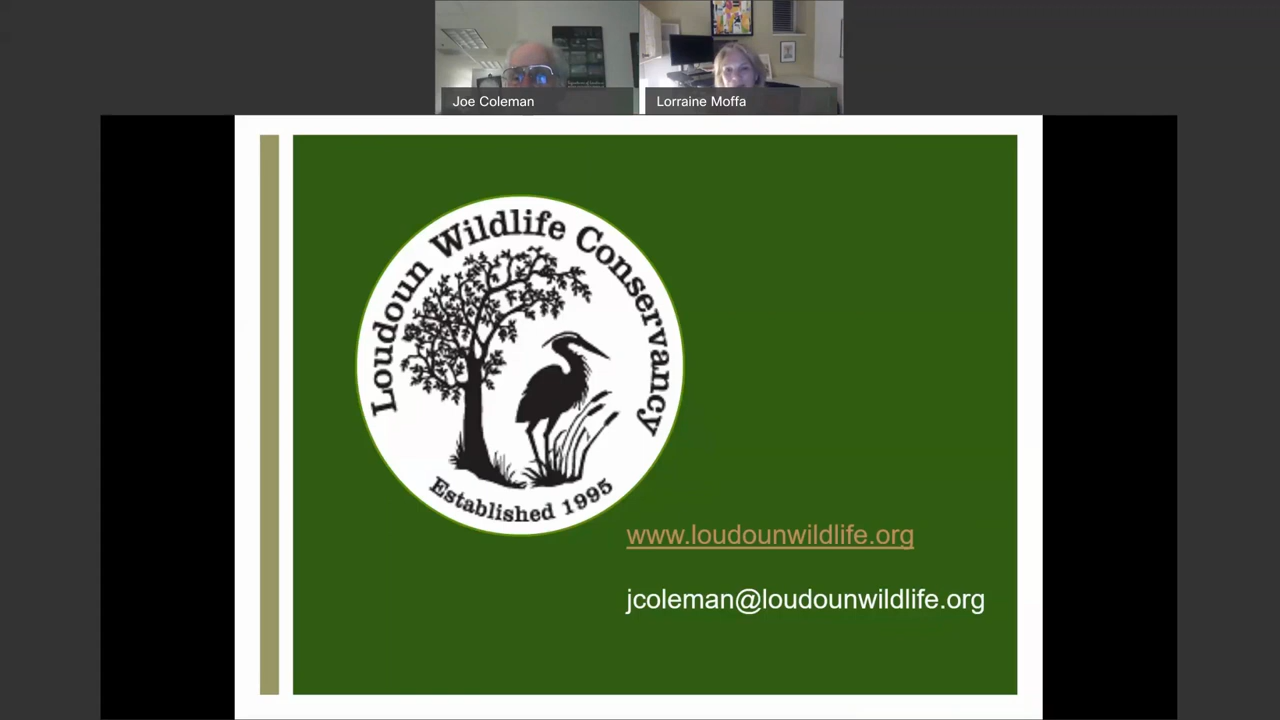 Joe Coleman
Lorraine Moffa
Loudoun Wildlife Conservancy
Established 1995
www.loudounwildlife.org
jcoleman@loudounwildlife.org